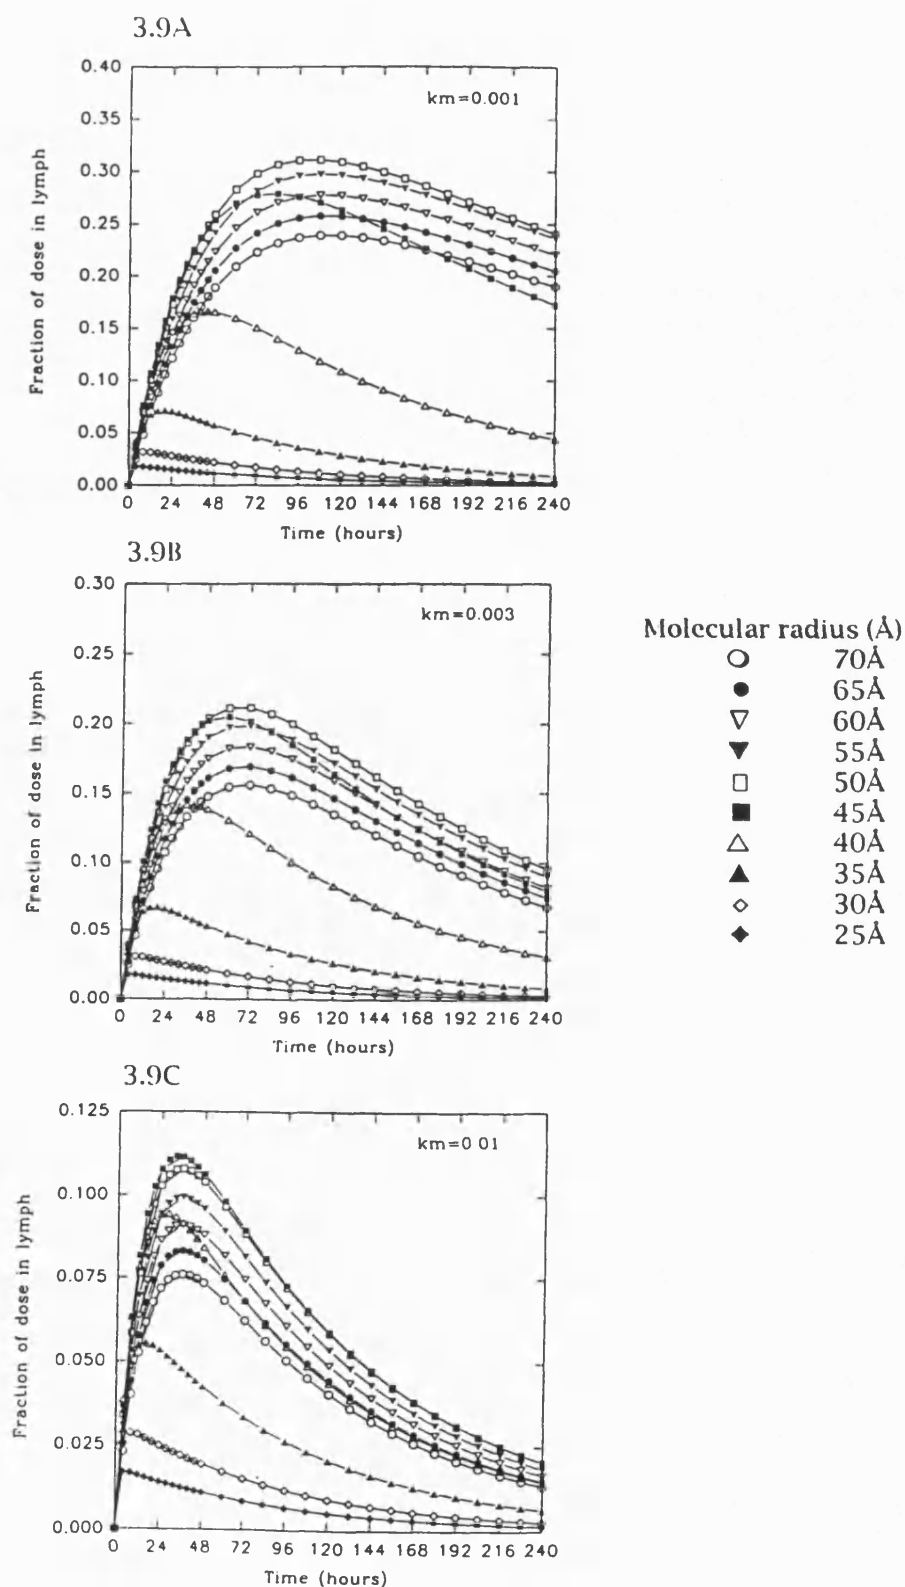 3.9A
0.40
0.35
0.30
0.25
0.20
0.15
0.10
0.05
0.00
Fraction of dose in lymph
km=0.001
0 24 48 72 96 120 144 168 192 216 240
Time (hours)
3.9B
0.30
0.25
0.20
0.15
0.10
0.05
0.00
Fraction of dose in lymph
km=0.003
0 24 48 72 96 120 144 168 192 216 240
Time (hours)
Molecular radius (Å)
70Å
65Å
60Å
55Å
50Å
45Å
40Å
35Å
30Å
25Å
3.9C
0.125
0.100
0.075
0.050
0.025
0.000
Fraction of dose in lymph
km=0 01
0 24 48 72 96 120 144 168 192 216 240
Time (hours)